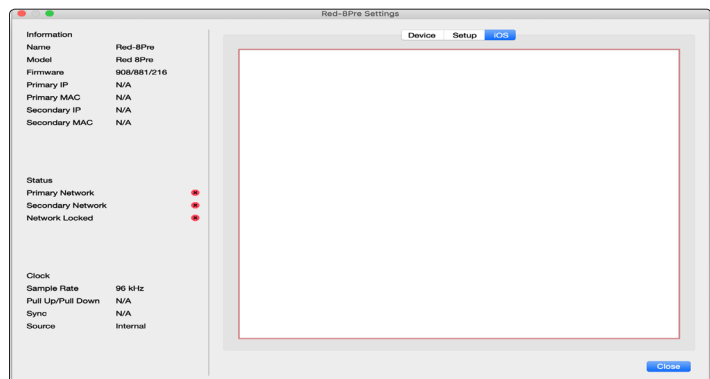 Red-8Pre Settings
Information
Name Red-8Pre
Model Red 8Pre
Firmware 908/881/216
Primary IP N/A
Primary MAC N/A
Secondary IP N/A
Secondary MAC N/A
Status
Primary Network
Secondary Network
Network Locked
Clock
Sample Rate 96 kHz
Pull Up/Pull Down N/A
Sync N/A
Source Internal
Device Setup iOS
Close